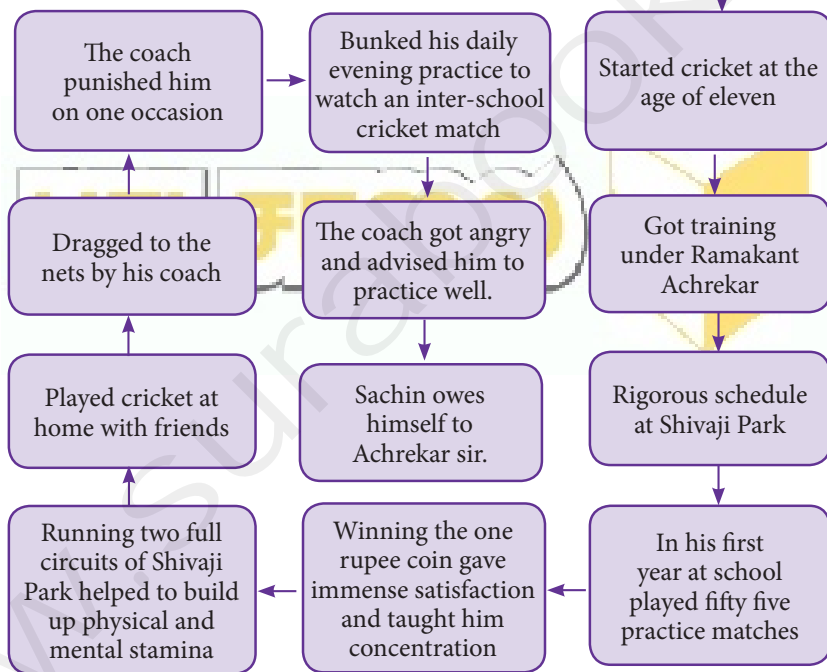 Started cricket at the
age of eleven
Got training
under Ramakant
Achrekar
Rigorous schedule
at Shivaji Park
In his first
year at school
played fifty five
practice matches
Winning the one
rupee coin gave
immense satisfaction
and taught him
concentration
Running two full
circuits of Shivaji
Park helped to build
up physical and
mental stamina
Played cricket at
home with friends
Dragged to the
nets by his coach
The coach
punished him
on one occasion
Bunked his daily
evening practice to
watch an inter-school
cricket match
The coach got angry
and advised him to
practice well.
Sachin owes
himself to
Achrekar sir.
w.surabook